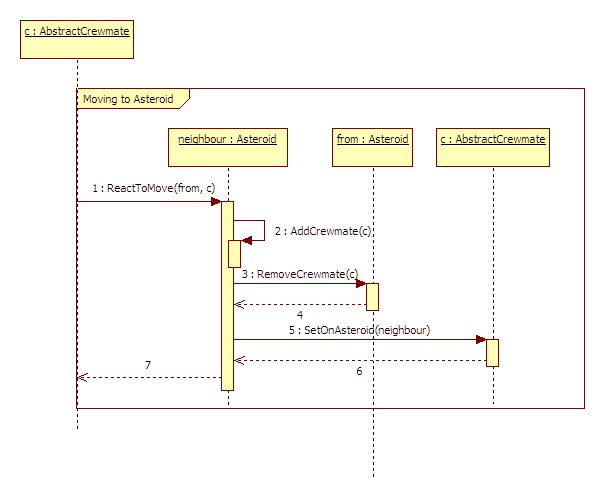 c : AbstractCrewmate
Moving to Asteroid
neighbour : Asteroid
from : Asteroid
c : AbstractCrewmate
1 : ReactToMove(from, c)
2 : AddCrewmate(c)
3 : RemoveCrewmate(c)
4
5 : SetOnAsteroid(neighbour)
6
7